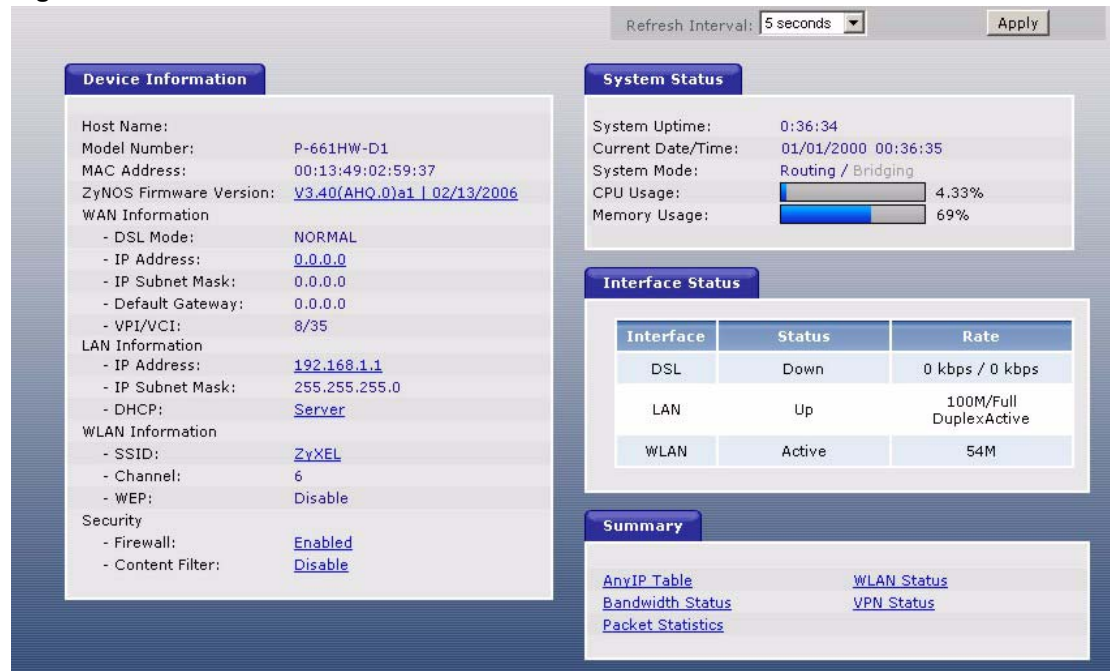 Refresh Interval: 5 seconds Apply
Device Information
Host Name:
Model Number: P-661HW-D1
MAC Address: 00:13:49:02:59:37
ZyNOS Firmware Version: V3.40(AHQ.0)a1 | 02/13/2006
WAN Information
- DSL Mode: NORMAL
- IP Address: 0.0.0.0
- IP Subnet Mask: 0.0.0.0
- Default Gateway: 0.0.0.0
- VPI/VCI: 8/35
LAN Information
- IP Address: 192.168.1.1
- IP Subnet Mask: 255.255.255.0
- DHCP: Server
WLAN Information
- SSID: ZyXEL
- Channel: 6
- WEP: Disable
Security
- Firewall: Enabled
- Content Filter: Disable
System Status
System Uptime: 0:36:34
Current Date/Time: 01/01/2000 00:36:35
System Mode: Routing / Bridging
CPU Usage: 4.33%
Memory Usage: 69%
Interface Status
Interface Status Rate
DSL Down 0 kbps / 0 kbps
LAN Up 100M/Full
DuplexActive
WLAN Active 54M
Summary
AnyIP Table WLAN Status
Bandwidth Status VPN Status
Packet Statistics